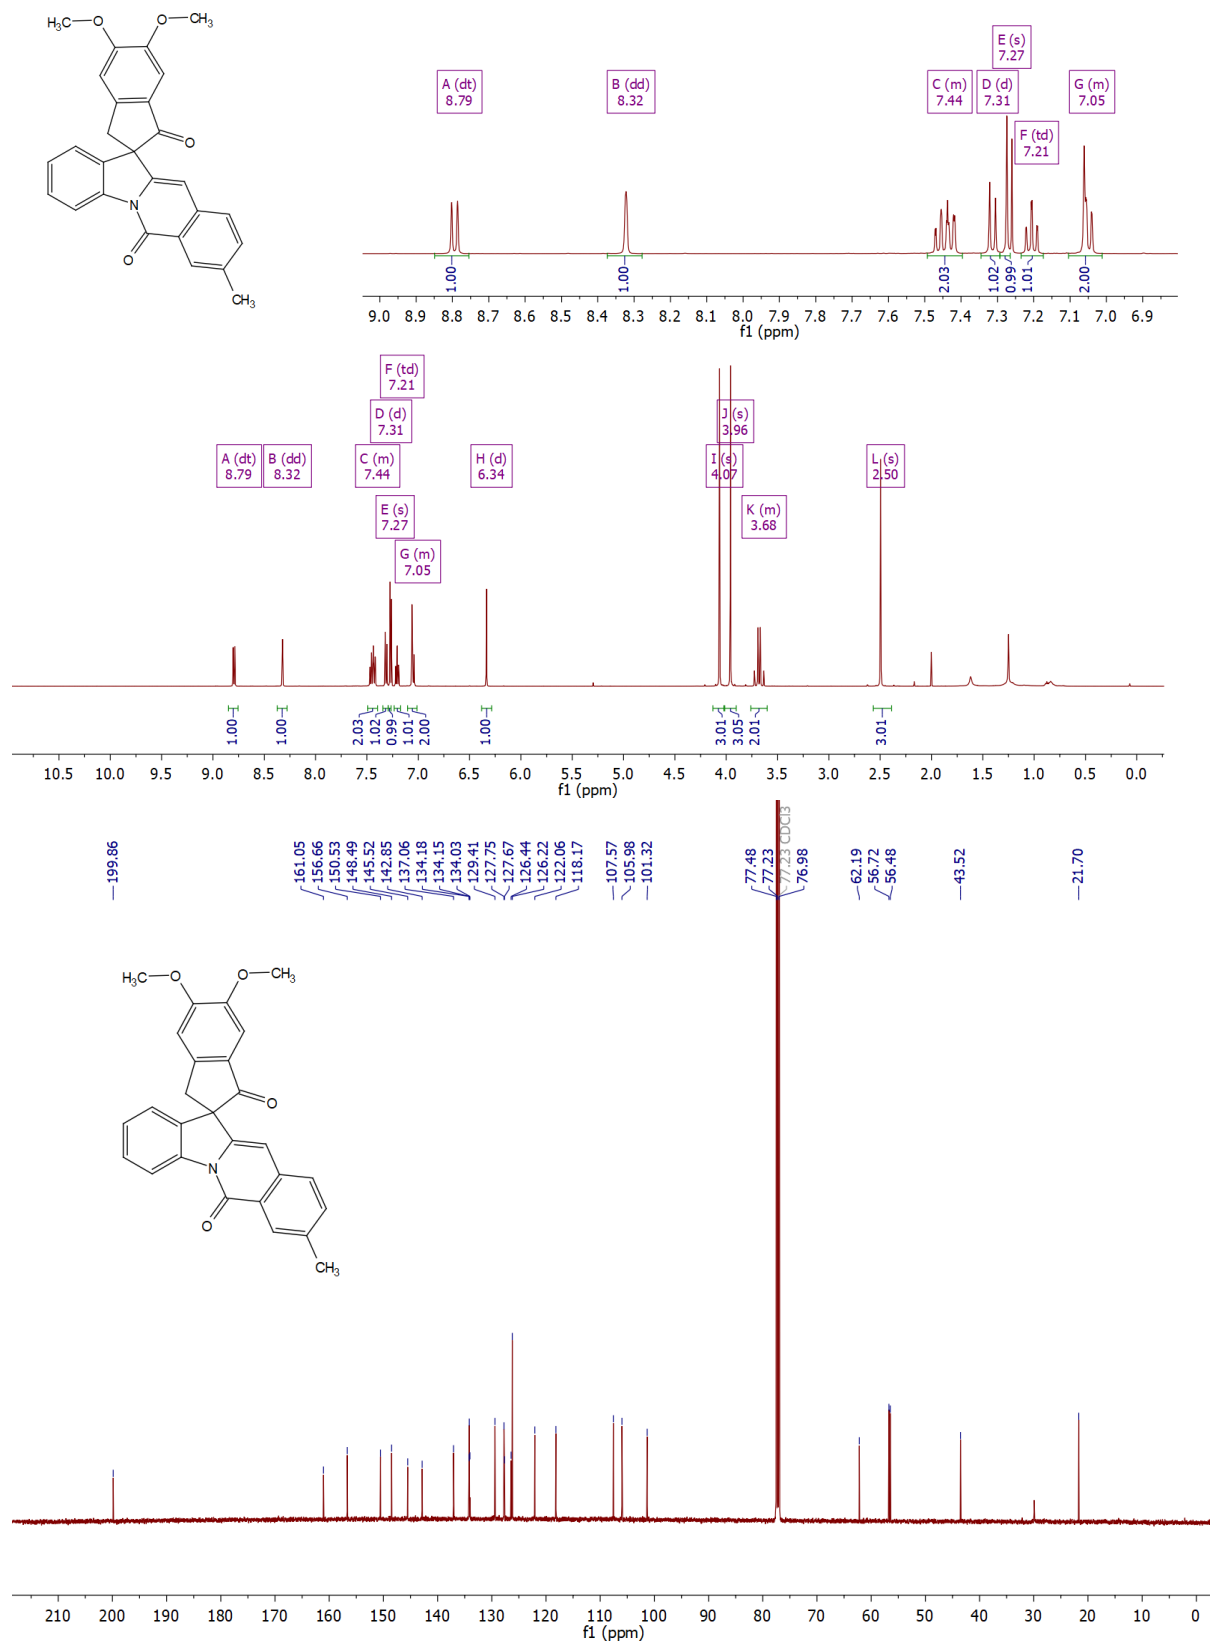 H3C
O
O
CH3
O
N
O
CH3
A (dt)
8.79
B (dd)
8.32
C (m)
7.44
D (d)
7.31
E (s)
7.27
F (td)
7.21
G (m)
7.05
1.00
1.00
2.03
1.02
0.99
1.01
2.00
9.0 8.9 8.8 8.7 8.6 8.5 8.4 8.3 8.2 8.1 8.0 7.9 7.8 7.7 7.6 7.5 7.4 7.3 7.2 7.1 7.0 6.9
f1 (ppm)
F (td)
7.21
D (d)
7.31
A (dt)
8.79
B (dd)
8.32
C (m)
7.44
E (s)
7.27
G (m)
7.05
H (d)
6.34
J (s)
3.96
I (s)
4.07
K (m)
3.68
L (s)
2.50
1.00
1.00
2.03
1.02
0.99
1.01
2.00
1.00
3.01
3.05
2.01
3.01
10.5 10.0 9.5 9.0 8.5 8.0 7.5 7.0 6.5 6.0 5.5 5.0 4.5 4.0 3.5 3.0 2.5 2.0 1.5 1.0 0.5 0.0
f1 (ppm)
199.86
161.05
156.66
150.53
148.49
145.52
142.85
137.06
134.18
134.15
134.03
129.41
127.75
127.67
126.44
126.22
122.06
118.17
107.57
105.98
101.32
77.48
77.23
77.23 CDCl3
76.98
62.19
56.72
56.48
43.52
21.70
H3C
O
O
CH3
O
N
O
CH3
210 200 190 180 170 160 150 140 130 120 110 100 90 80 70 60 50 40 30 20 10 0
f1 (ppm)